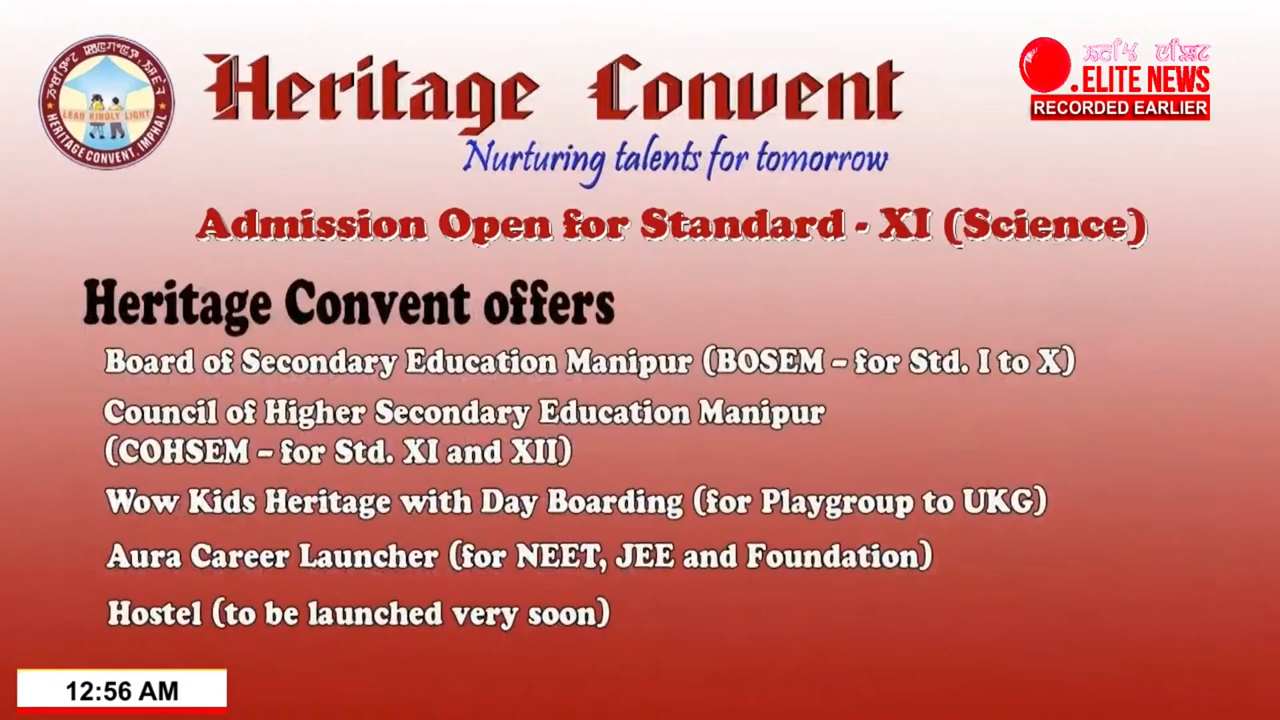 Heritage Convent
Nurturing talents for tomorrow
LEAD KINDLY LIGHT
HERITAGE CONVENT, IMPHAL
.ELITE NEWS
RECORDED EARLIER
Admission Open for Standard - XI (Science)
Heritage Convent offers
Board of Secondary Education Manipur (BOSEM – for Std. I to X)
Council of Higher Secondary Education Manipur
(COHSEM – for Std. XI and XII)
Wow Kids Heritage with Day Boarding (for Playgroup to UKG)
Aura Career Launcher (for NEET, JEE and Foundation)
Hostel (to be launched very soon)
12:56 AM